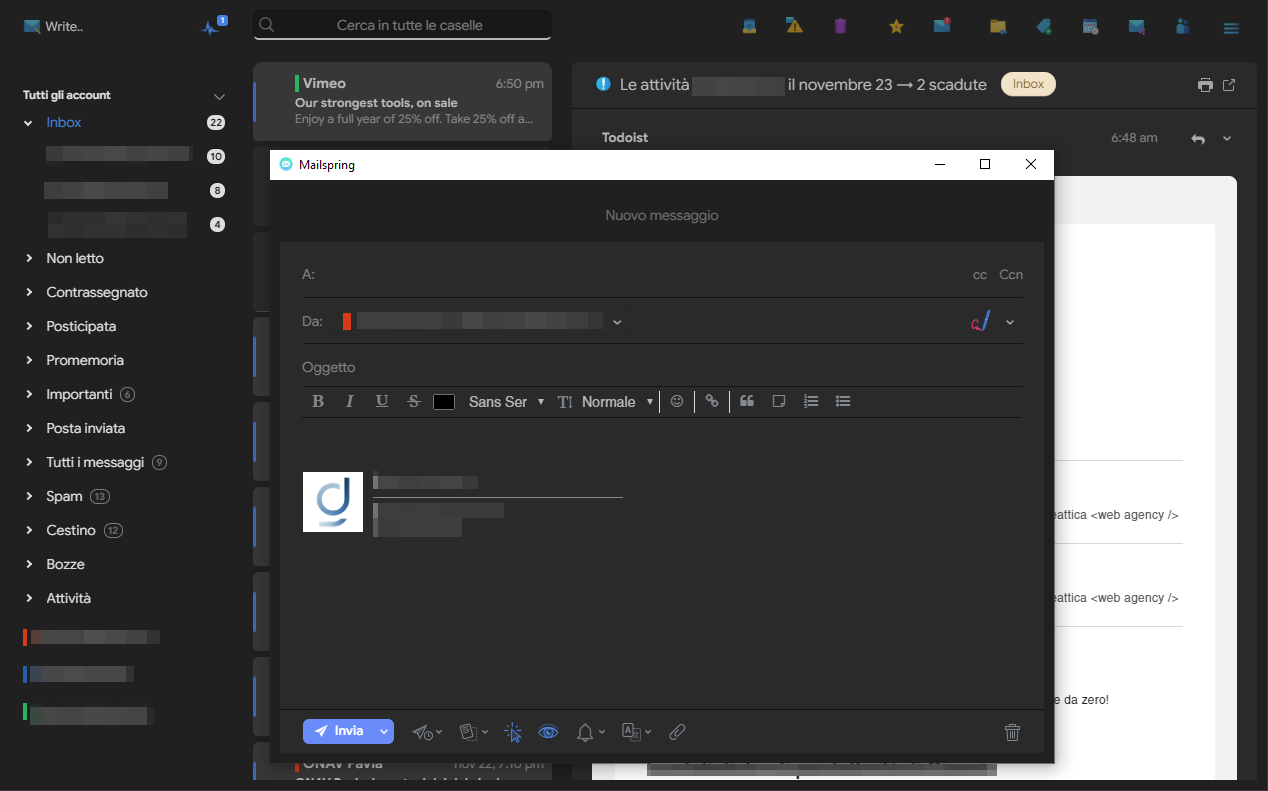 Write..
1
Cerca in tutte le caselle
Tutti gli account
Inbox
22
10
8
4
Non letto
Contrassegnato
Posticipata
Promemoria
Importanti 6
Posta inviata
Tutti i messaggi 9
Spam 13
Cestino 12
Bozze
Attività
Vimeo
6:50 pm
Our strongest tools, on sale
Enjoy a full year of 25% off. Take 25% off a...
Le attività
il novembre 23 → 2 scadute
Inbox
Todoist
6:48 am
Mailspring
Nuovo messaggio
A:
cc Ccn
Da:
Oggetto
B I U S Sans Ser Normale
Invia
eattica <web agency />
eattica <web agency />
e da zero!
ONAV Pavia
nov 22, 7:10 pm